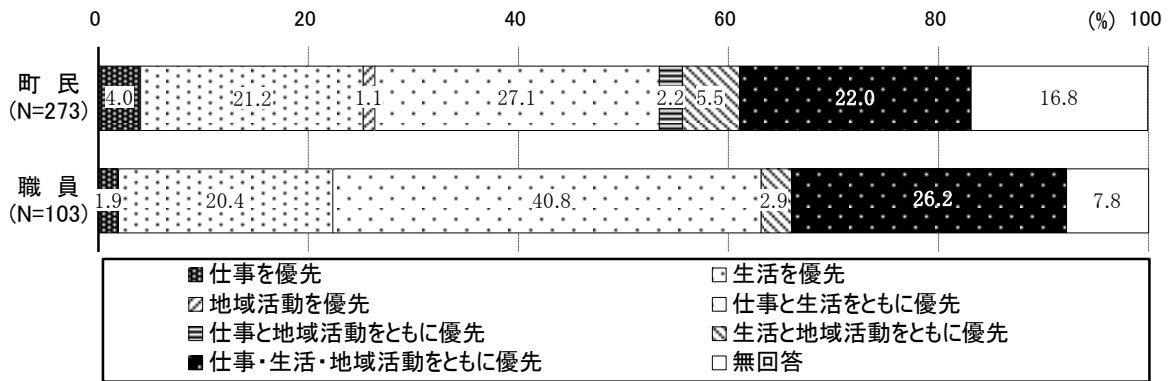 0 20 40 60 80 (%) 100
町 民
(N=273)
4.0 21.2 1.1 27.1 2.2 5.5 22.0 16.8
職 員
(N=103)
1.9 20.4 40.8 2.9 26.2 7.8
仕事を優先 生活を優先
地域活動を優先 仕事と生活をともに優先
仕事と地域活動をともに優先 生活と地域活動をともに優先
仕事・生活・地域活動をともに優先 無回答